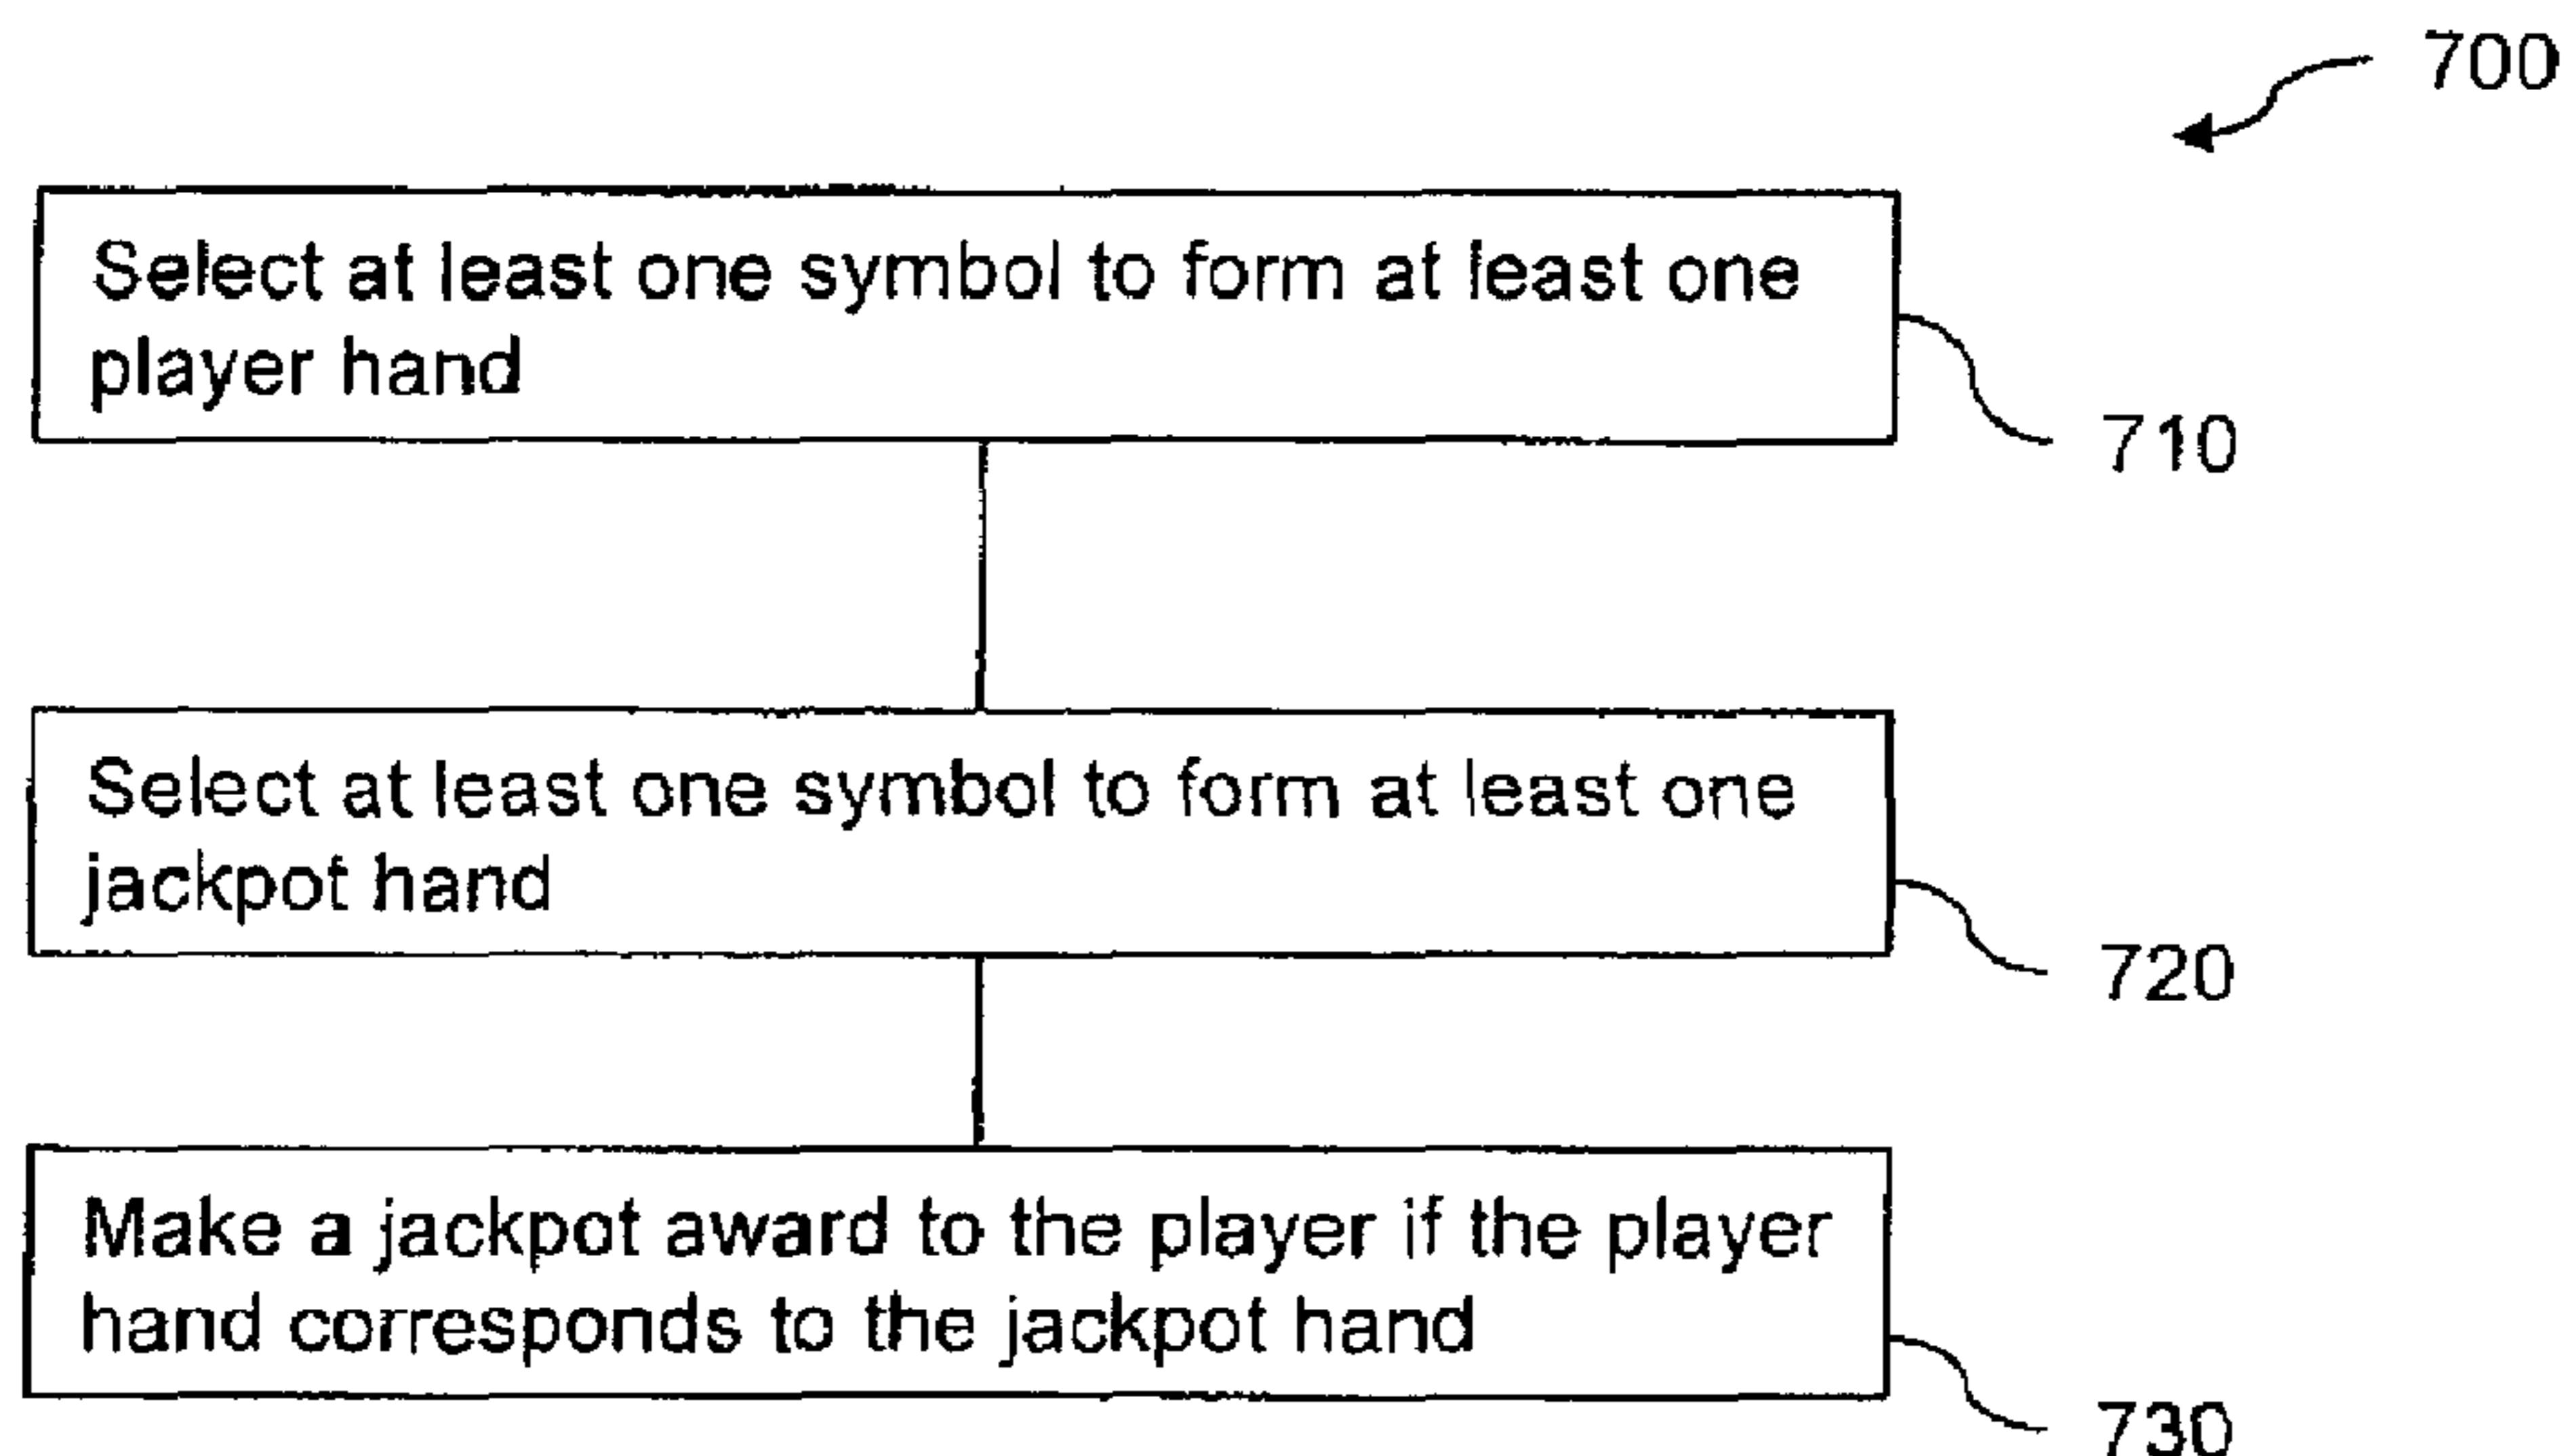 700
Select at least one symbol to form at least one
player hand
710
Select at least one symbol to form at least one
jackpot hand
720
Make a jackpot award to the player if the player
hand corresponds to the jackpot hand
730